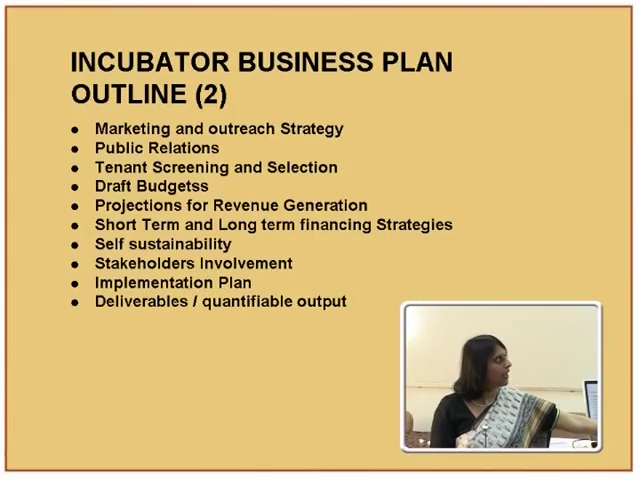 INCUBATOR BUSINESS PLAN
OUTLINE (2)
● Marketing and outreach Strategy
● Public Relations
● Tenant Screening and Selection
● Draft Budgetss
● Projections for Revenue Generation
● Short Term and Long term financing Strategies
● Self sustainability
● Stakeholders Involvement
● Implementation Plan
● Deliverables / quantifiable output